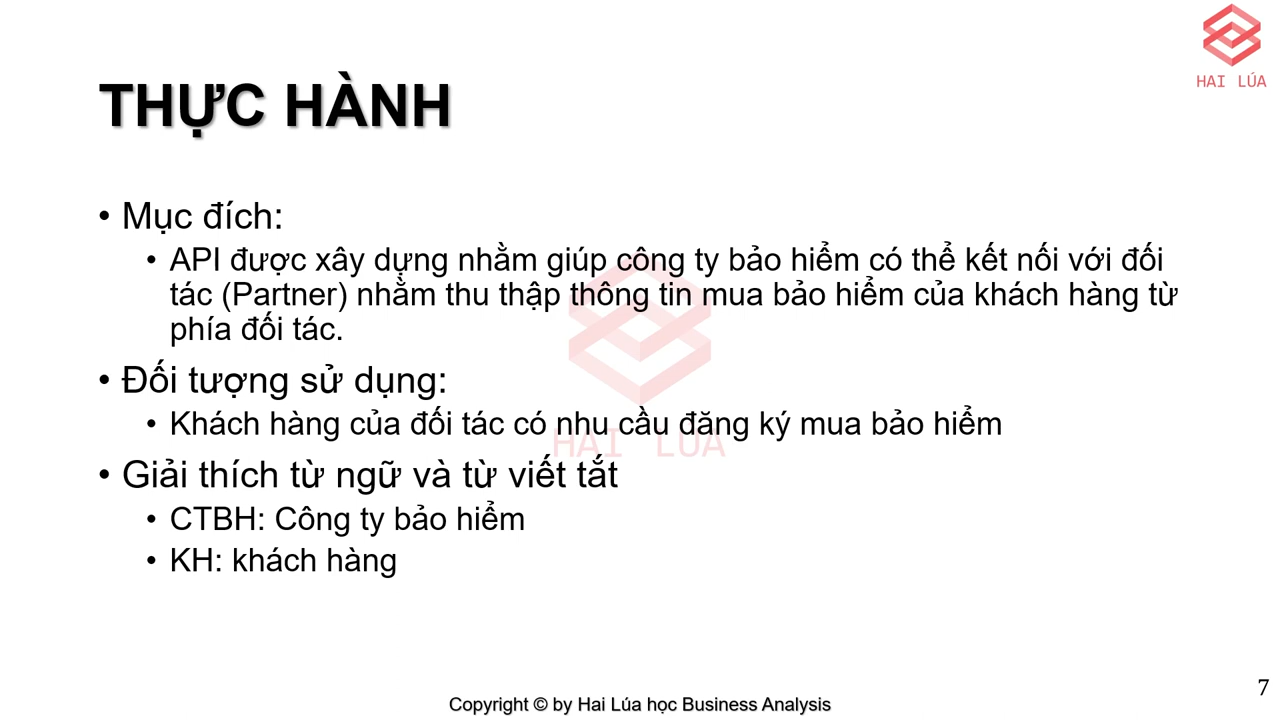 HAI LÚA
THỰC HÀNH
• Mục đích:
• API được xây dựng nhằm giúp công ty bảo hiểm có thể kết nối với đối
tác (Partner) nhằm thu thập thông tin mua bảo hiểm của khách hàng từ
phía đối tác.
• Đối tượng sử dụng:
• Khách hàng của đối tác có nhu cầu đăng ký mua bảo hiểm
HAI LÚA
• Giải thích từ ngữ và từ viết tắt
• CTBH: Công ty bảo hiểm
• KH: khách hàng
7
Copyright © by Hai Lúa học Business Analysis